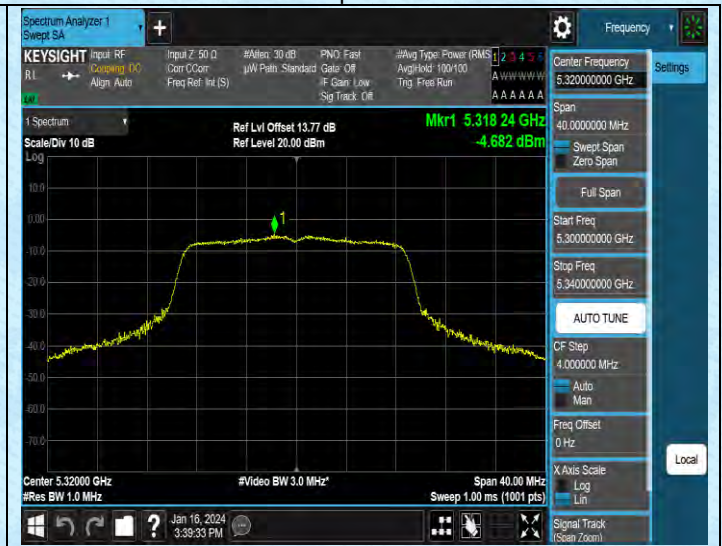 Spectrum Analyzer 1
Swept SA
+
Frequency
KEYSIGHT
Input: RF
Input Z: 50 Ω
#Atten: 30 dB
PNO: Fast
#Avg Type: Power (RMS
1 2 3 4 5 6
RL
Coupling: DC
Corr CCorr
µW Path: Standard
Gate: Off
Avg|Hold: 100/100
A W W W W W
Align: Auto
Freq Ref: Int (S)
IF Gain: Low
Trig: Free Run
Sig Track: Off
A A A A A A
Settings
Center Frequency
5.320000000 GHz
Span
40.0000000 MHz
Swept Span
Zero Span
Full Span
Start Freq
5.300000000 GHz
Stop Freq
5.340000000 GHz
AUTO TUNE
CF Step
4.000000 MHz
Auto
Man
Freq Offset
0 Hz
X Axis Scale
Log
Lin
Signal Track
(Span Zoom)
Local
1 Spectrum
Scale/Div 10 dB
Ref Lvl Offset 13.77 dB
Ref Level 20.00 dBm
Mkr1 5.318 24 GHz
-4.682 dBm
Log
10.0
0.00
-10.0
-20.0
-30.0
-40.0
-50.0
-60.0
-70.0
1
Center 5.32000 GHz
#Video BW 3.0 MHz*
Span 40.00 MHz
#Res BW 1.0 MHz
Sweep 1.00 ms (1001 pts)
?
Jan 16, 2024
3:39:33 PM